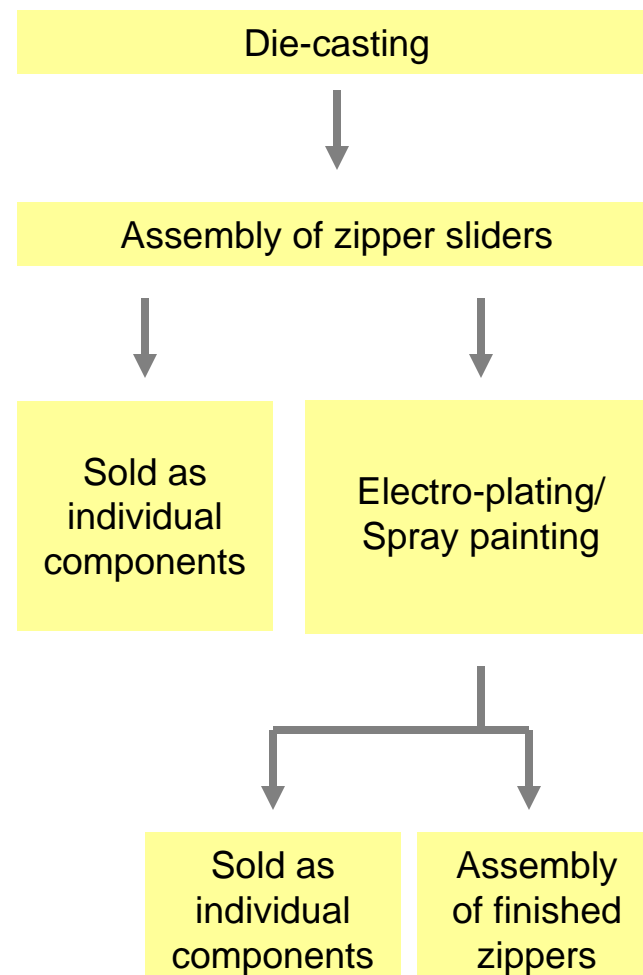 Die-casting
Assembly of zipper sliders
Sold as
individual
components
Electro-plating/
Spray painting
Sold as
individual
components
Assembly
of finished
zippers